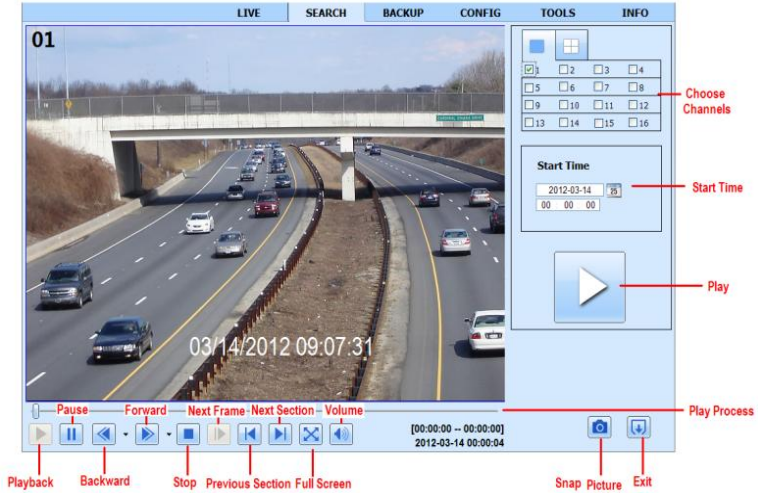 LIVE SEARCH BACKUP CONFIG TOOLS INFO
01
1 2 3 4
5 6 7 8
9 10 11 12
13 14 15 16
Choose
Channels
Start Time
2012-03-14 25
00 00 00
Start Time
Play
03/14/2012 09:07:31
Play Process
Pause Forward Next Frame Next Section Volume
[00:00:00 -- 00:00:00]
2012-03-14 00:00:04
Playback Backward Stop Previous Section Full Screen Snap Picture Exit